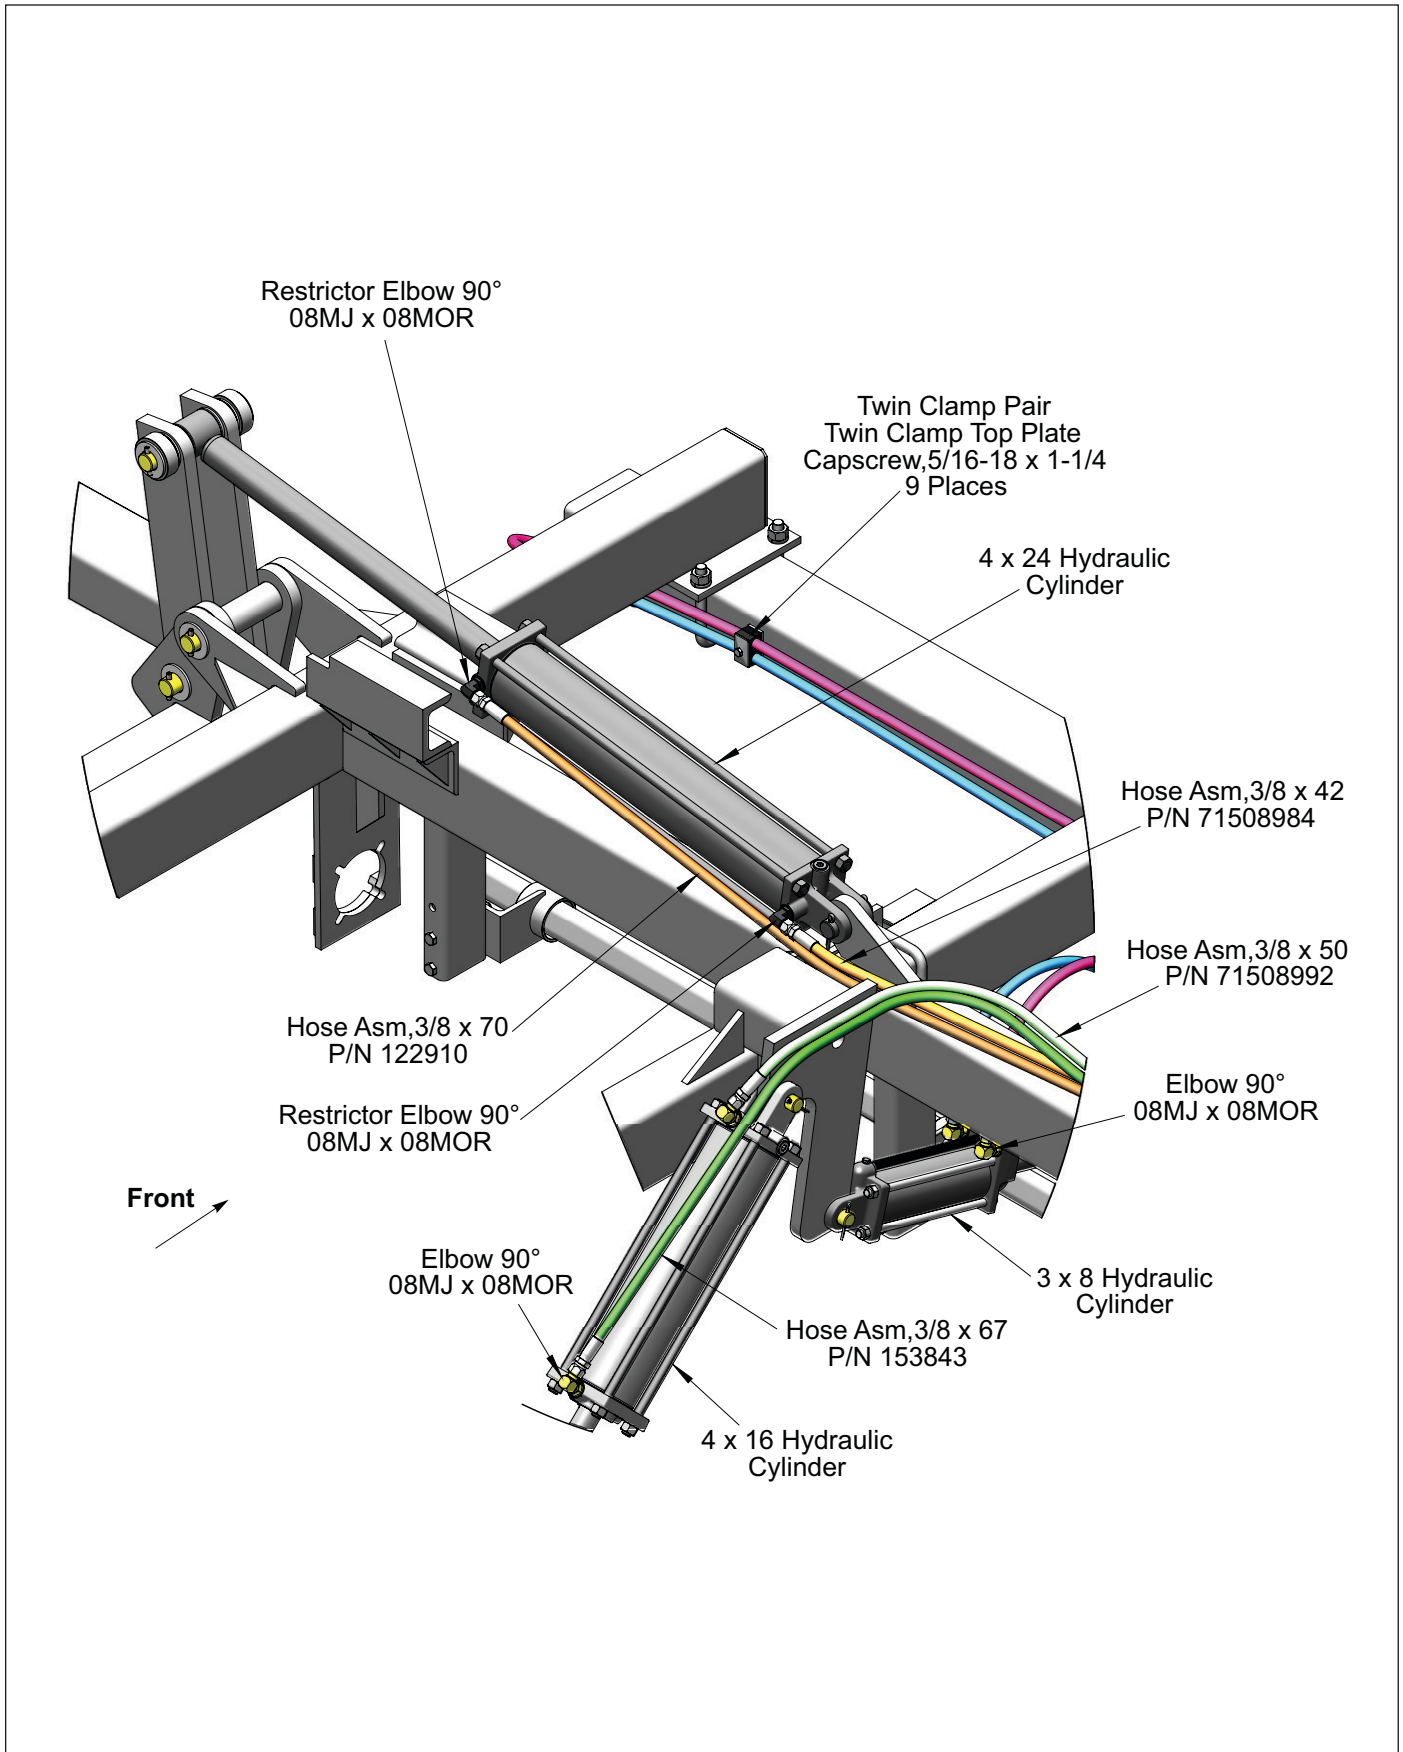 Restrictor Elbow 90°
08MJ x 08MOR
Twin Clamp Pair
Twin Clamp Top Plate
Capscrew,5/16-18 x 1-1/4
9 Places
4 x 24 Hydraulic
Cylinder
Hose Asm,3/8 x 42
P/N 71508984
Hose Asm,3/8 x 50
P/N 71508992
Hose Asm,3/8 x 70
P/N 122910
Elbow 90°
08MJ x 08MOR
Restrictor Elbow 90°
08MJ x 08MOR
Front
Elbow 90°
08MJ x 08MOR
3 x 8 Hydraulic
Cylinder
Hose Asm,3/8 x 67
P/N 153843
4 x 16 Hydraulic
Cylinder